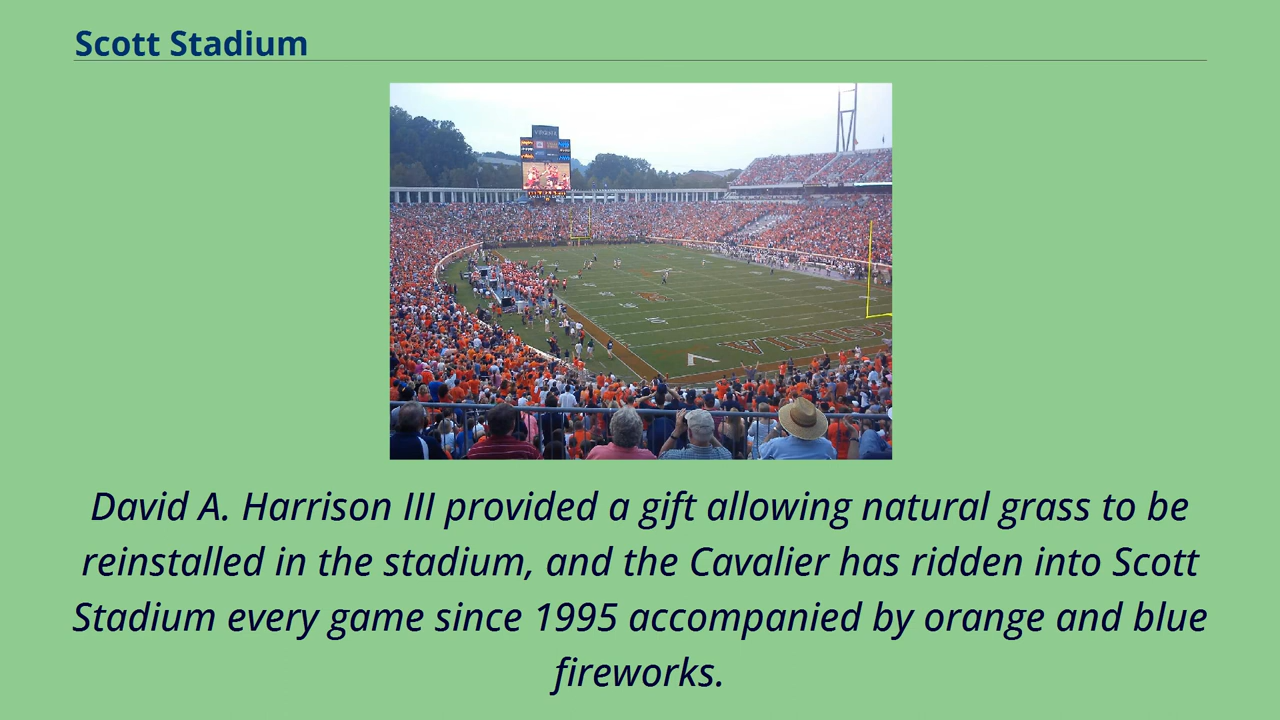 Scott Stadium
VIRGINIA
David A. Harrison III provided a gift allowing natural grass to be
reinstalled in the stadium, and the Cavalier has ridden into Scott
Stadium every game since 1995 accompanied by orange and blue
fireworks.